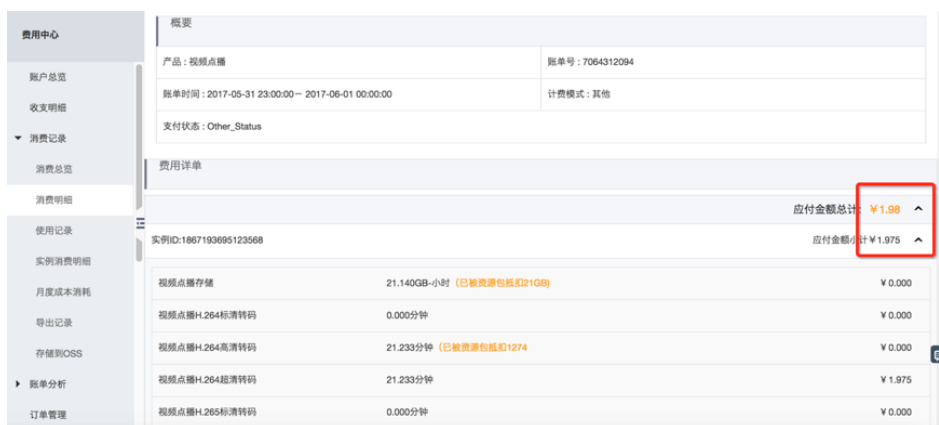 费用中心
账户总览
收支明细
消费记录
消费总览
消费明细
使用记录
实例消费明细
月度成本消耗
导出记录
存储到OSS
账单分析
订单管理
概要
产品 : 视频点播
账单号 : 7064312094
账单时间 : 2017-05-31 23:00:00－ 2017-06-01 00:00:00
计费模式 : 其他
支付状态 : Other_Status
费用详单
应付金额总计: ￥1.98
实例ID:1867193695123568
应付金额小计￥1.975
视频点播存储 21.140GB-小时（已被资源包抵扣21GB) ￥0.000
视频点播H.264标清转码 0.000分钟 ￥0.000
视频点播H.264高清转码 21.233分钟（已被资源包抵扣1274 ￥0.000
视频点播H.264超清转码 21.233分钟 ￥1.975
视频点播H.265标清转码 0.000分钟 ￥0.000